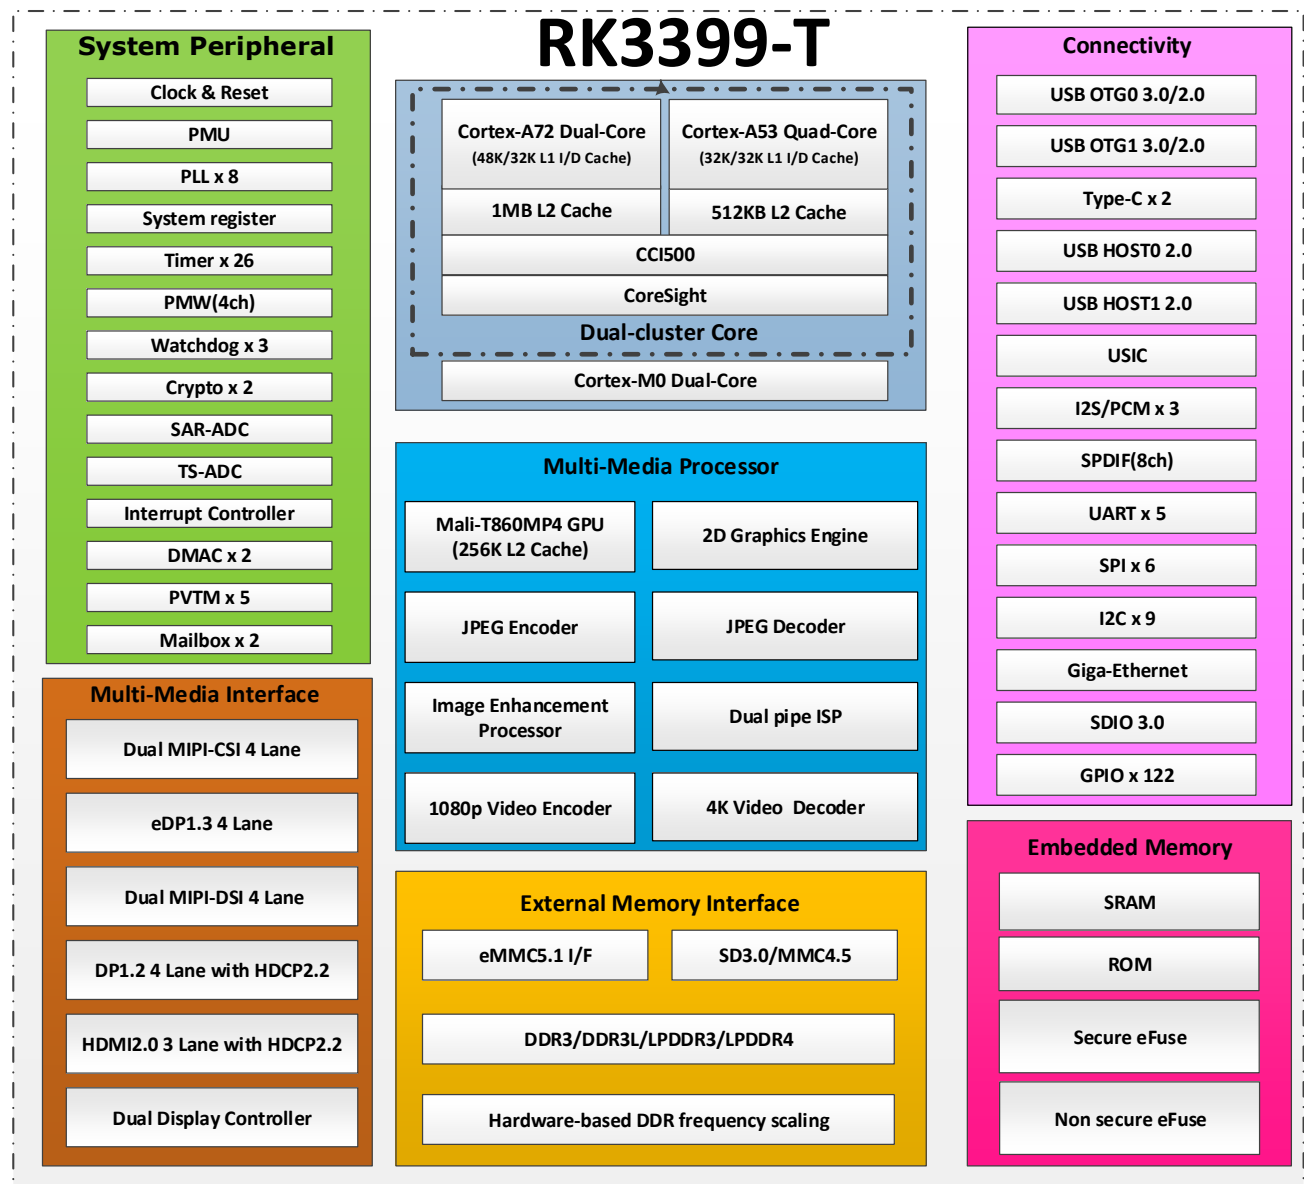 RK3399-T
System Peripheral
Clock & Reset
PMU
PLL x 8
System register
Timer x 26
PMW(4ch)
Watchdog x 3
Crypto x 2
SAR-ADC
TS-ADC
Interrupt Controller
DMAC x 2
PVTM x 5
Mailbox x 2
Multi-Media Interface
Dual MIPI-CSI 4 Lane
eDP1.3 4 Lane
Dual MIPI-DSI 4 Lane
DP1.2 4 Lane with HDCP2.2
HDMI2.0 3 Lane with HDCP2.2
Dual Display Controller
Cortex-A72 Dual-Core
(48K/32K L1 I/D Cache)
Cortex-A53 Quad-Core
(32K/32K L1 I/D Cache)
1MB L2 Cache
512KB L2 Cache
CCI500
CoreSight
Dual-cluster Core
Cortex-M0 Dual-Core
Multi-Media Processor
Mali-T860MP4 GPU
(256K L2 Cache)
2D Graphics Engine
JPEG Encoder
JPEG Decoder
Image Enhancement
Processor
Dual pipe ISP
1080p Video Encoder
4K Video Decoder
External Memory Interface
eMMC5.1 I/F
SD3.0/MMC4.5
DDR3/DDR3L/LPDDR3/LPDDR4
Hardware-based DDR frequency scaling
Connectivity
USB OTG0 3.0/2.0
USB OTG1 3.0/2.0
Type-C x 2
USB HOST0 2.0
USB HOST1 2.0
USIC
I2S/PCM x 3
SPDIF(8ch)
UART x 5
SPI x 6
I2C x 9
Giga-Ethernet
SDIO 3.0
GPIO x 122
Embedded Memory
SRAM
ROM
Secure eFuse
Non secure eFuse